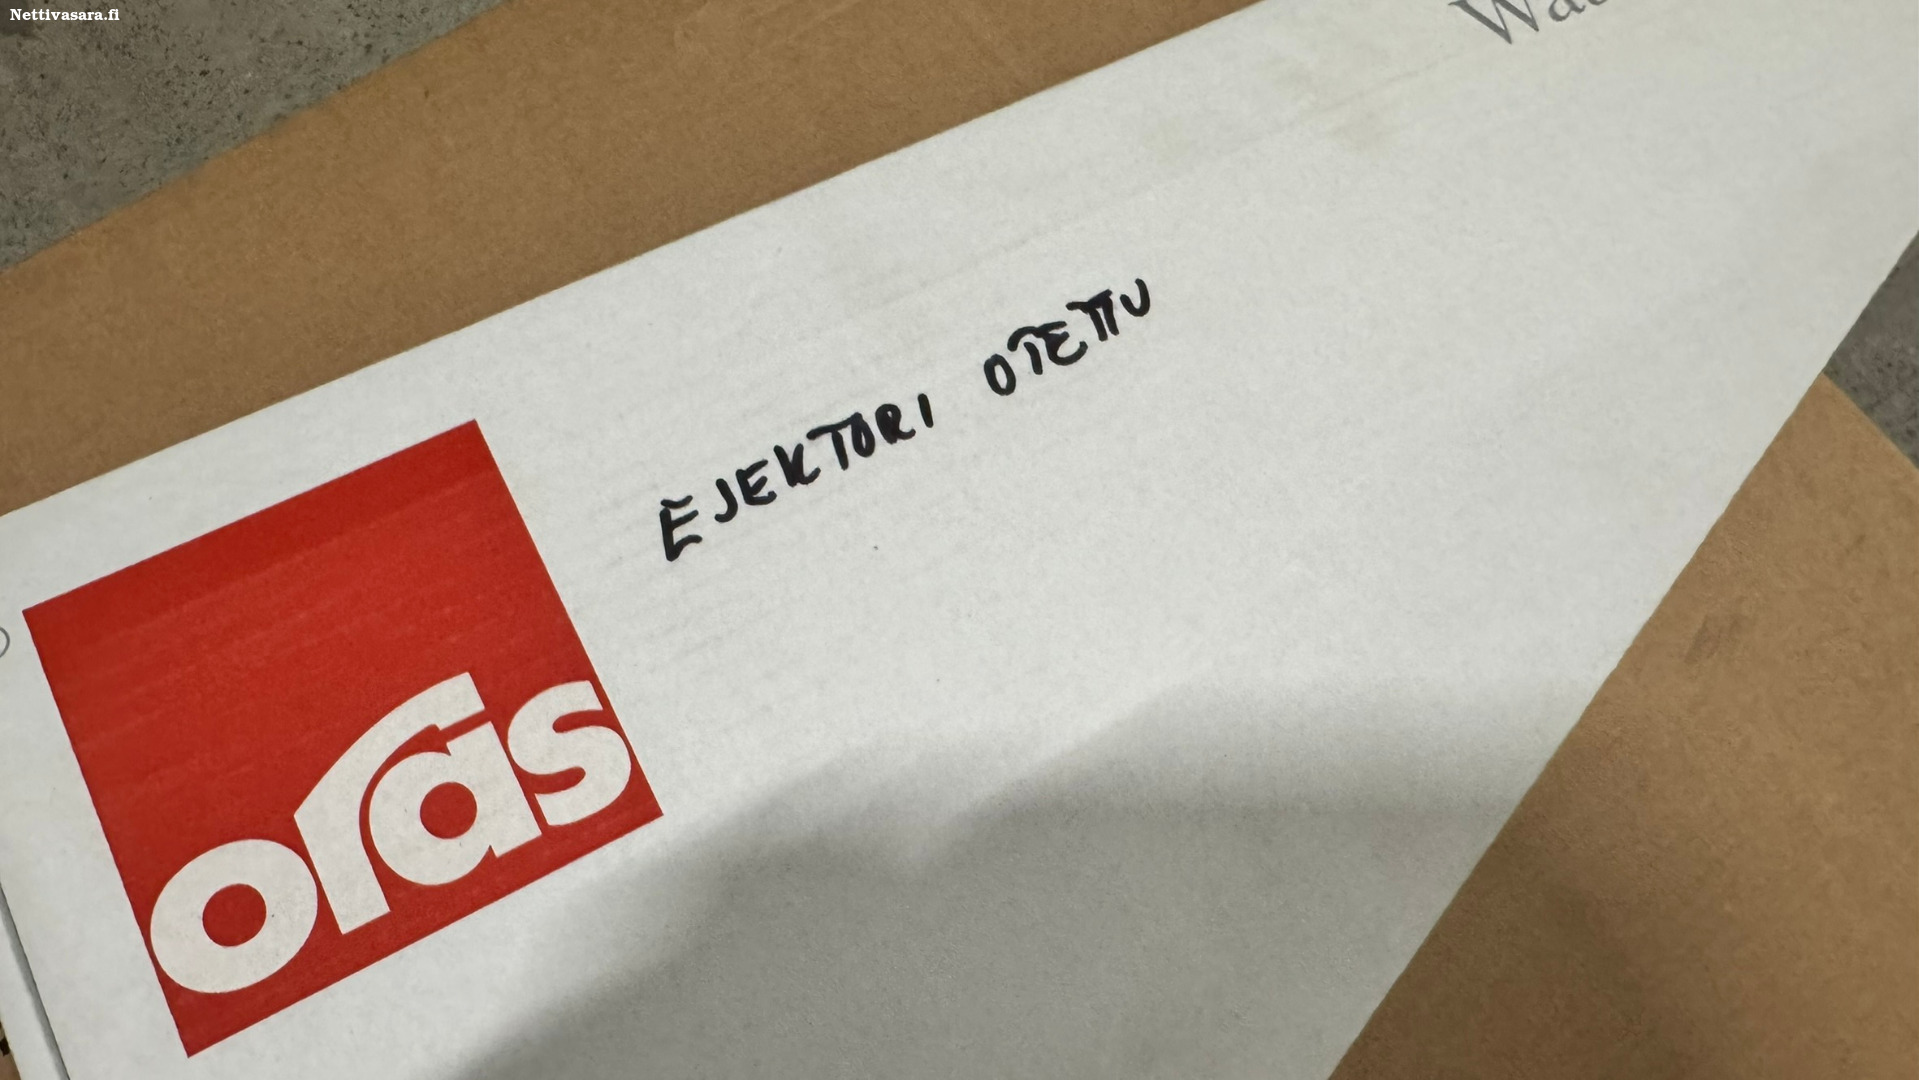 Nettivasara.fi
EJEKTORI OTETTU
oras